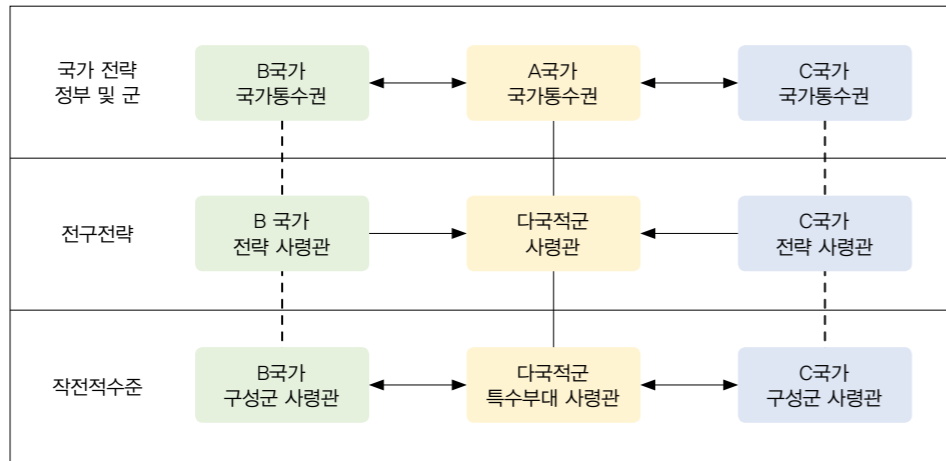 국가 전략
정부 및 군
B국가
국가통수권
A국가
국가통수권
C국가
국가통수권
전구전략
B 국가
전략 사령관
다국적군
사령관
C국가
전략 사령관
작전적수준
B국가
구성군 사령관
다국적군
특수부대 사령관
C국가
구성군 사령관